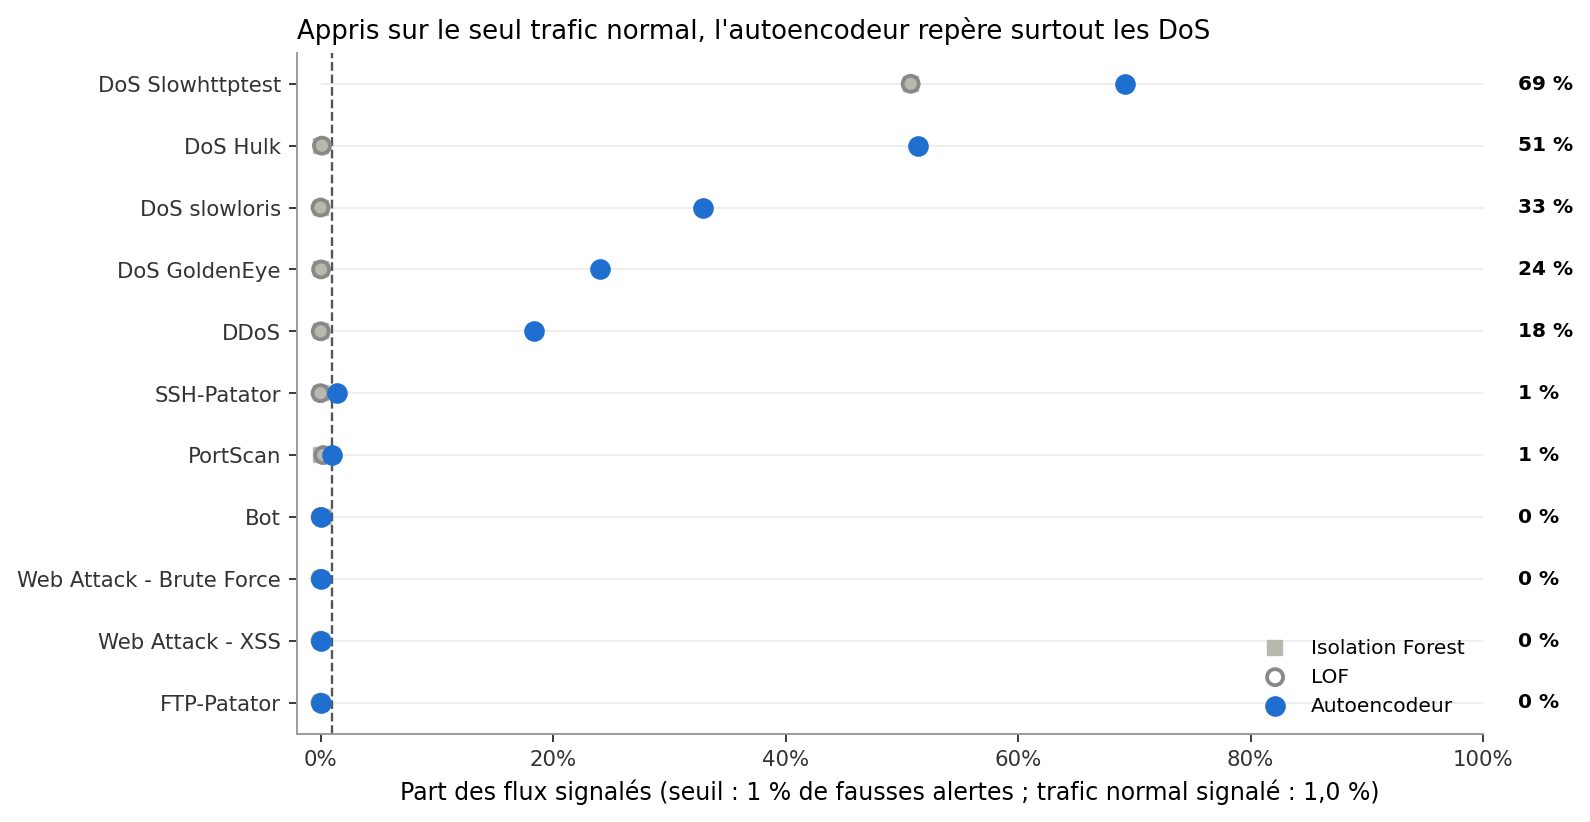 Appris sur le seul trafic normal, l'autoencodeur repère surtout les DoS
DoS Slowhttptest 69 %
DoS Hulk 51 %
DoS slowloris 33 %
DoS GoldenEye 24 %
DDoS 18 %
SSH-Patator 1 %
PortScan 1 %
Bot 0 %
Web Attack - Brute Force 0 %
Web Attack - XSS 0 %
FTP-Patator 0 %
Isolation Forest
LOF
Autoencodeur
0% 20% 40% 60% 80% 100%
Part des flux signalés (seuil : 1 % de fausses alertes ; trafic normal signalé : 1,0 %)